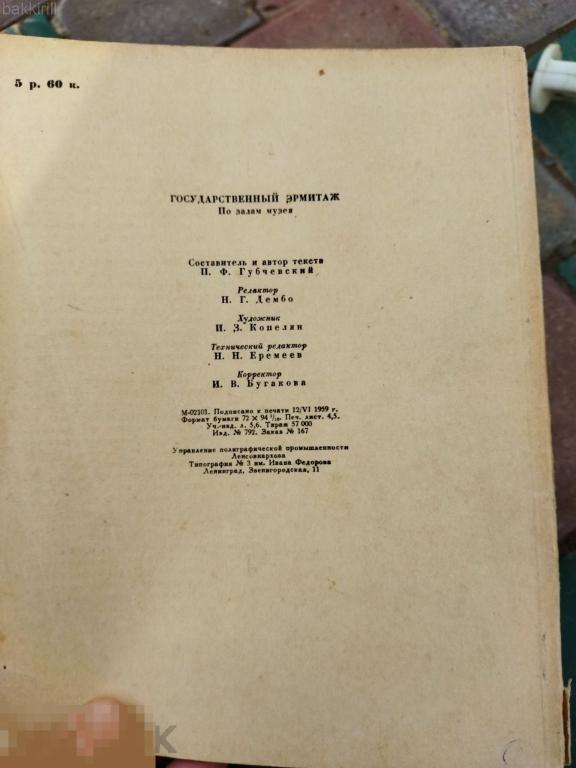 bakkirill
5 р. 60 к.
ГОСУДАРСТВЕННЫЙ ЭРМИТАЖ
По залам музея
Составитель и автор текста
П. Ф. Губчевский
Редактор
Н. Г. Дембо
Художник
И. З. Копелян
Технический редактор
Н. Н. Еремеев
Корректор
И. В. Бугакова
М-02101. Подписано к печати 12/VI 1959 г.
Формат бумаги 72 × 94 1/16. Печ. лист. 4,5.
Уч.-изд. л. 5,6. Тираж 57 000
Изд. № 792. Заказ № 167
Управление полиграфической промышленности
Ленсовнархоза
Типография № 3 им. Ивана Федорова
Ленинград, Звенигородская, 11